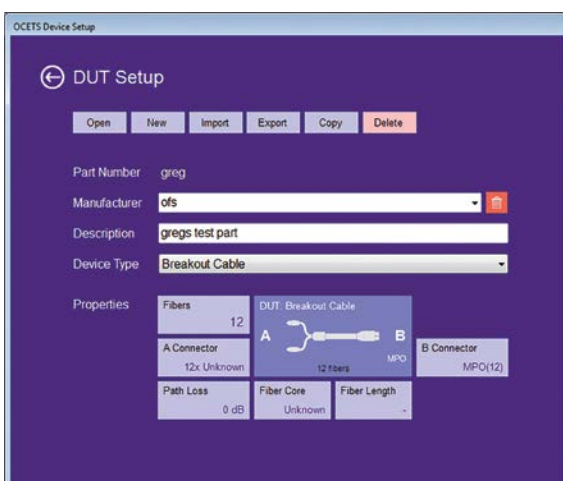 OCETS Device Setup
DUT Setup
Open New Import Export Copy Delete
Part Number greg
Manufacturer ofs
Description gregs test part
Device Type Breakout Cable
Properties
Fibers
12
DUT: Breakout Cable
A B
MPO
12 fibers
A Connector
12x Unknown
B Connector
MPO(12)
Path Loss
0 dB
Fiber Core
Unknown
Fiber Length
-